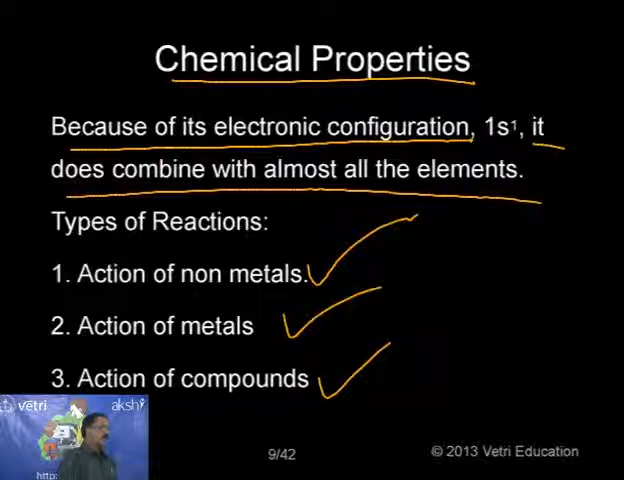 Chemical Properties
Because of its electronic configuration, 1s¹, it
does combine with almost all the elements.
Types of Reactions:
1. Action of non metals.
2. Action of metals
3. Action of compounds
vetri akshi
http:
9/42
© 2013 Vetri Education